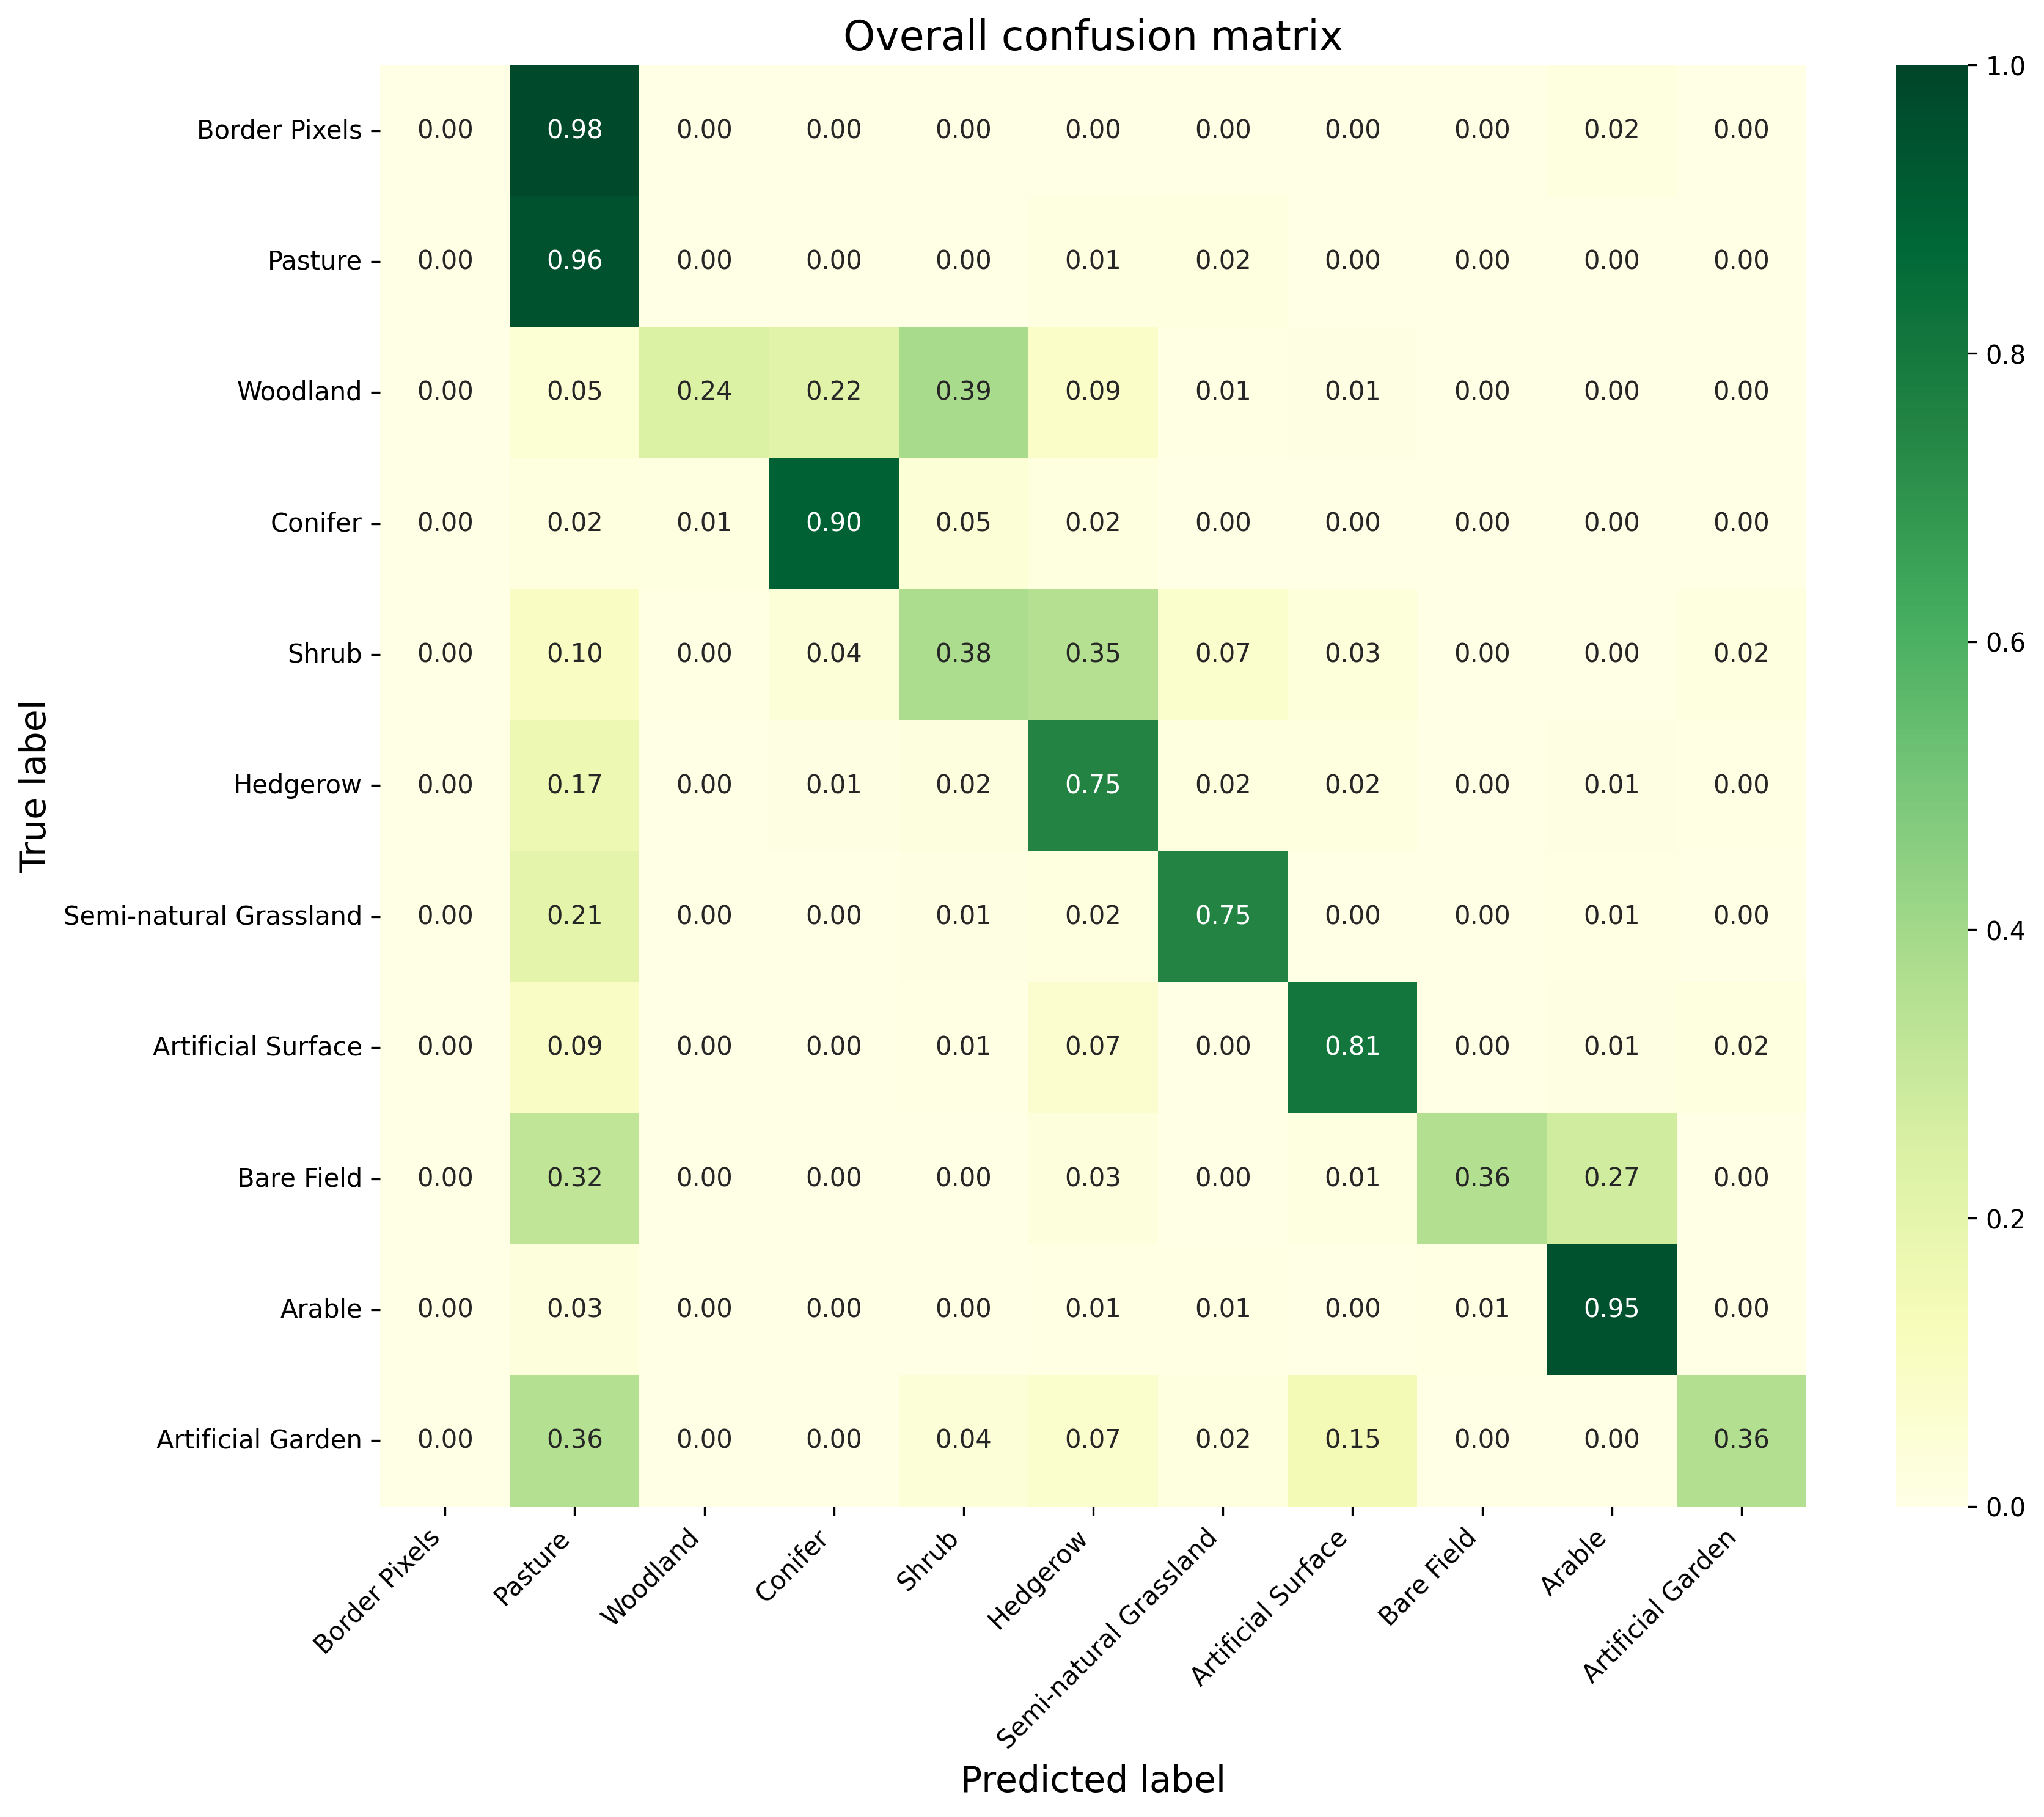 Overall confusion matrix
True label
Border Pixels 0.00 0.98 0.00 0.00 0.00 0.00 0.00 0.00 0.00 0.02 0.00
Pasture 0.00 0.96 0.00 0.00 0.00 0.01 0.02 0.00 0.00 0.00 0.00
Woodland 0.00 0.05 0.24 0.22 0.39 0.09 0.01 0.01 0.00 0.00 0.00
Conifer 0.00 0.02 0.01 0.90 0.05 0.02 0.00 0.00 0.00 0.00 0.00
Shrub 0.00 0.10 0.00 0.04 0.38 0.35 0.07 0.03 0.00 0.00 0.02
Hedgerow 0.00 0.17 0.00 0.01 0.02 0.75 0.02 0.02 0.00 0.01 0.00
Semi-natural Grassland 0.00 0.21 0.00 0.00 0.01 0.02 0.75 0.00 0.00 0.01 0.00
Artificial Surface 0.00 0.09 0.00 0.00 0.01 0.07 0.00 0.81 0.00 0.01 0.02
Bare Field 0.00 0.32 0.00 0.00 0.00 0.03 0.00 0.01 0.36 0.27 0.00
Arable 0.00 0.03 0.00 0.00 0.00 0.01 0.01 0.00 0.01 0.95 0.00
Artificial Garden 0.00 0.36 0.00 0.00 0.04 0.07 0.02 0.15 0.00 0.00 0.36
Border Pixels
Pasture
Woodland
Conifer
Shrub
Hedgerow
Semi-natural Grassland
Artificial Surface
Bare Field
Arable
Artificial Garden
Predicted label
1.0
0.8
0.6
0.4
0.2
0.0